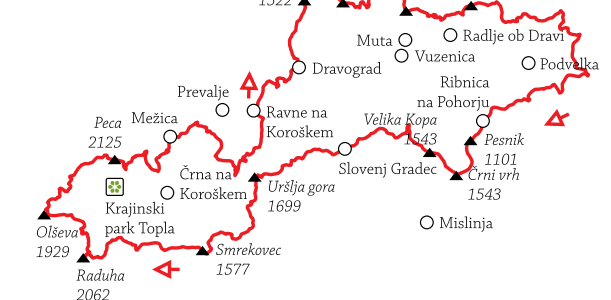 1522
Muta
Radlje ob Dravi
Vuzenica
Podvelka
Dravograd
Ribnica
na Pohorju
Prevalje
Ravne na
Koroškem
Mežica
Peca
2125
Velika Kopa
1543
Pesnik
1101
Slovenj Gradec
Črni vrh
1543
Črna na
Koroškem
Uršlja gora
1699
Krajinski
park Topla
Mislinja
Olševa
1929
Smrekovec
1577
Raduha
2062